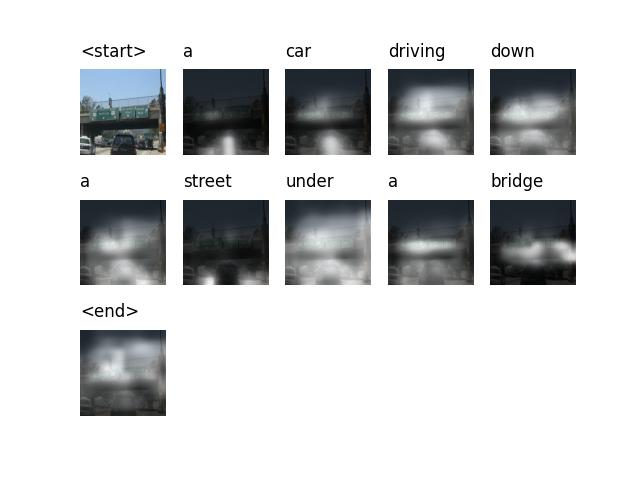 <start> a car driving down
a street under a bridge
<end>